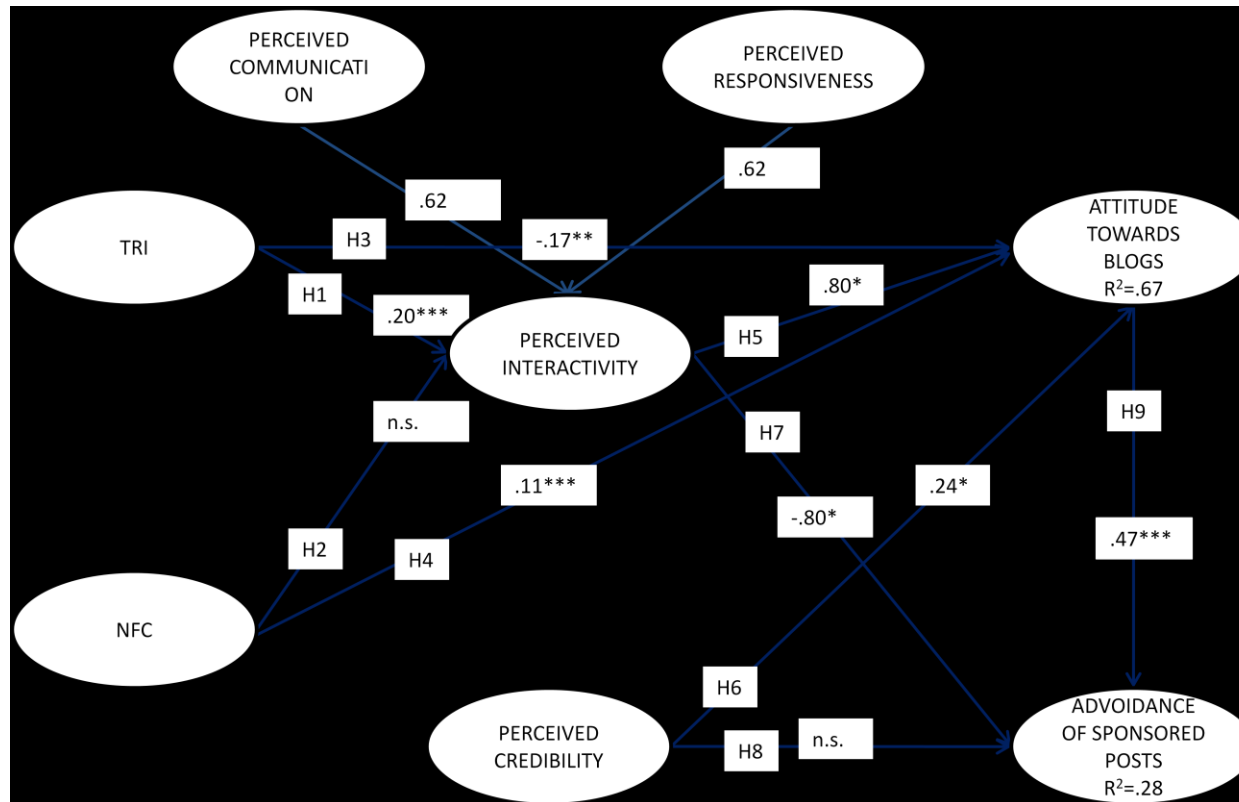 PERCEIVED
COMMUNICATI
ON
PERCEIVED
RESPONSIVENESS
.62
.62
TRI
H3
-.17**
ATTITUDE
TOWARDS
BLOGS
R²=.67
H1
.20***
.80*
H5
PERCEIVED
INTERACTIVITY
n.s.
H7
H9
.11***
.24*
-.80*
H2
H4
.47***
NFC
H6
PERCEIVED
CREDIBILITY
H8
n.s.
ADVOIDANCE
OF SPONSORED
POSTS
R²=.28